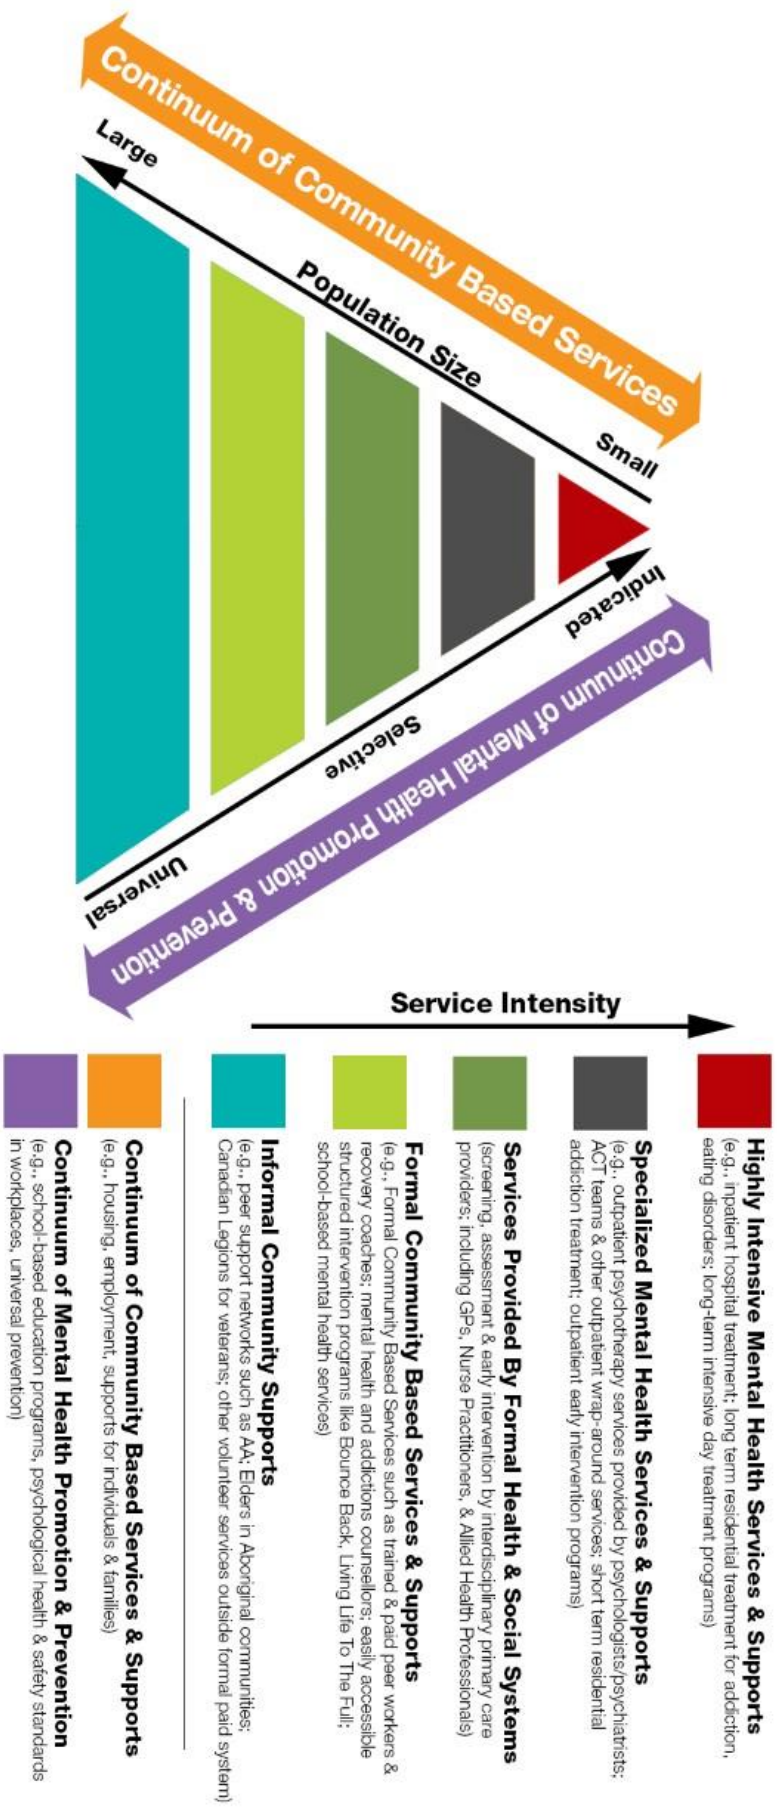 Continuum of Community Based Services
Large
Population Size
Small
Indicated
Selective
Universal
Continuum of Mental Health Promotion & Prevention
Service Intensity
Highly Intensive Mental Health Services & Supports
(e.g., inpatient hospital treatment; long term residential treatment for addiction,
eating disorders; long-term intensive day treatment programs)
Specialized Mental Health Services & Supports
(e.g., outpatient psychotherapy services provided by psychologists/psychiatrists;
ACT teams & other outpatient wrap-around services; short term residential
addiction treatment; outpatient early intervention programs)
Services Provided By Formal Health & Social Systems
(screening, assessment & early intervention by interdisciplinary primary care
providers; including GPs, Nurse Practitioners, & Allied Health Professionals)
Formal Community Based Services & Supports
(e.g., Formal Community Based Services such as trained & paid peer workers &
recovery coaches; mental health and addictions counsellors; easily accessible
structured intervention programs like Bounce Back, Living Life To The Full;
school-based mental health services)
Informal Community Supports
(e.g., peer support networks such as AA; Elders in Aboriginal communities;
Canadian Legions for veterans; other volunteer services outside formal paid system)
Continuum of Community Based Services & Supports
(e.g., housing, employment, supports for individuals & families)
Continuum of Mental Health Promotion & Prevention
(e.g., school-based education programs, psychological health & safety standards
in workplaces, universal prevention)